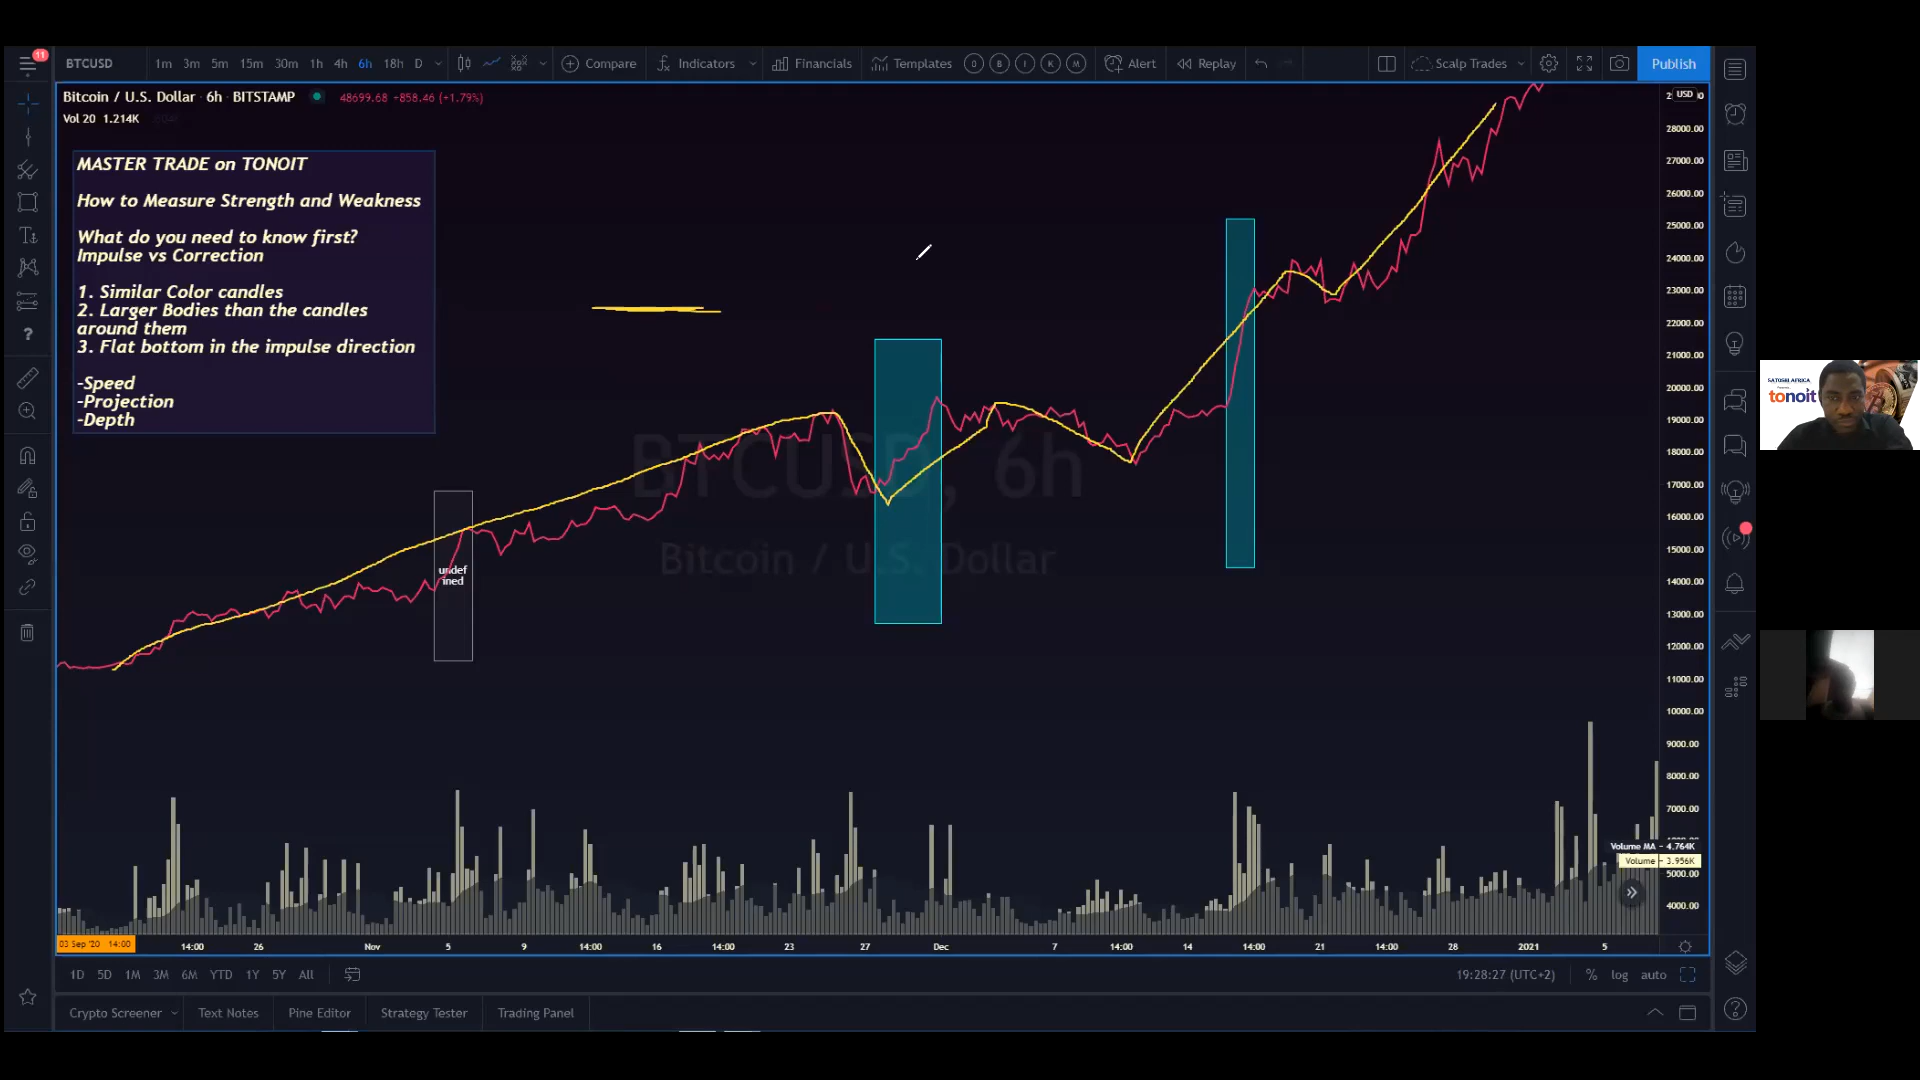 11
BTCUSD 1m 3m 5m 15m 30m 1h 4h 6h 18h D Compare Indicators Financials Templates O B I K M Alert Replay Scalp Trades Publish
Bitcoin / U.S. Dollar · 6h · BITSTAMP 48699.68 +858.46 (+1.79%)
Vol 20 1.214K
MASTER TRADE on TONOIT
How to Measure Strength and Weakness
What do you need to know first?
Impulse vs Correction
1. Similar Color candles
2. Larger Bodies than the candles
around them
3. Flat bottom in the impulse direction
-Speed
-Projection
-Depth
undef
ined
BTCUSD, 6h
Bitcoin / U.S. Dollar
USD
28000.00
27000.00
26000.00
25000.00
24000.00
23000.00
22000.00
21000.00
20000.00
19000.00
18000.00
17000.00
16000.00
15000.00
14000.00
13000.00
12000.00
11000.00
10000.00
9000.00
8000.00
7000.00
Volume MA 4.764K
Volume 3.956K
5000.00
4000.00
03 Sep '20 14:00 14:00 26 Nov 5 9 14:00 16 14:00 23 27 Dec 7 14:00 14 14:00 21 14:00 28 2021 5
1D 5D 1M 3M 6M YTD 1Y 5Y All 19:28:27 (UTC+2) % log auto
Crypto Screener Text Notes Pine Editor Strategy Tester Trading Panel
SATOSHI AFRICA
tonoit